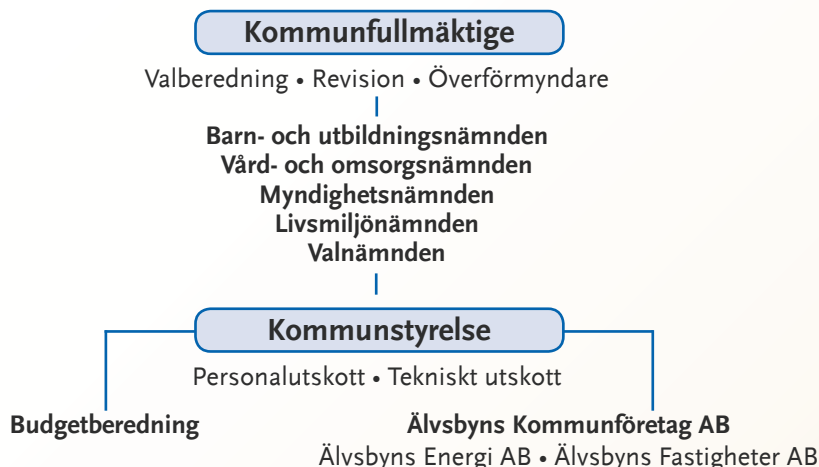 Kommunfullmäktige
Valberedning • Revision • Överförmyndare
Barn- och utbildningsnämnden
Vård- och omsorgsnämnden
Myndighetsnämnden
Livsmiljönämnden
Valnämnden
Kommunstyrelse
Personalutskott • Tekniskt utskott
Budgetberedning
Älvsbyns Kommunföretag AB
Älvsbyns Energi AB • Älvsbyns Fastigheter AB